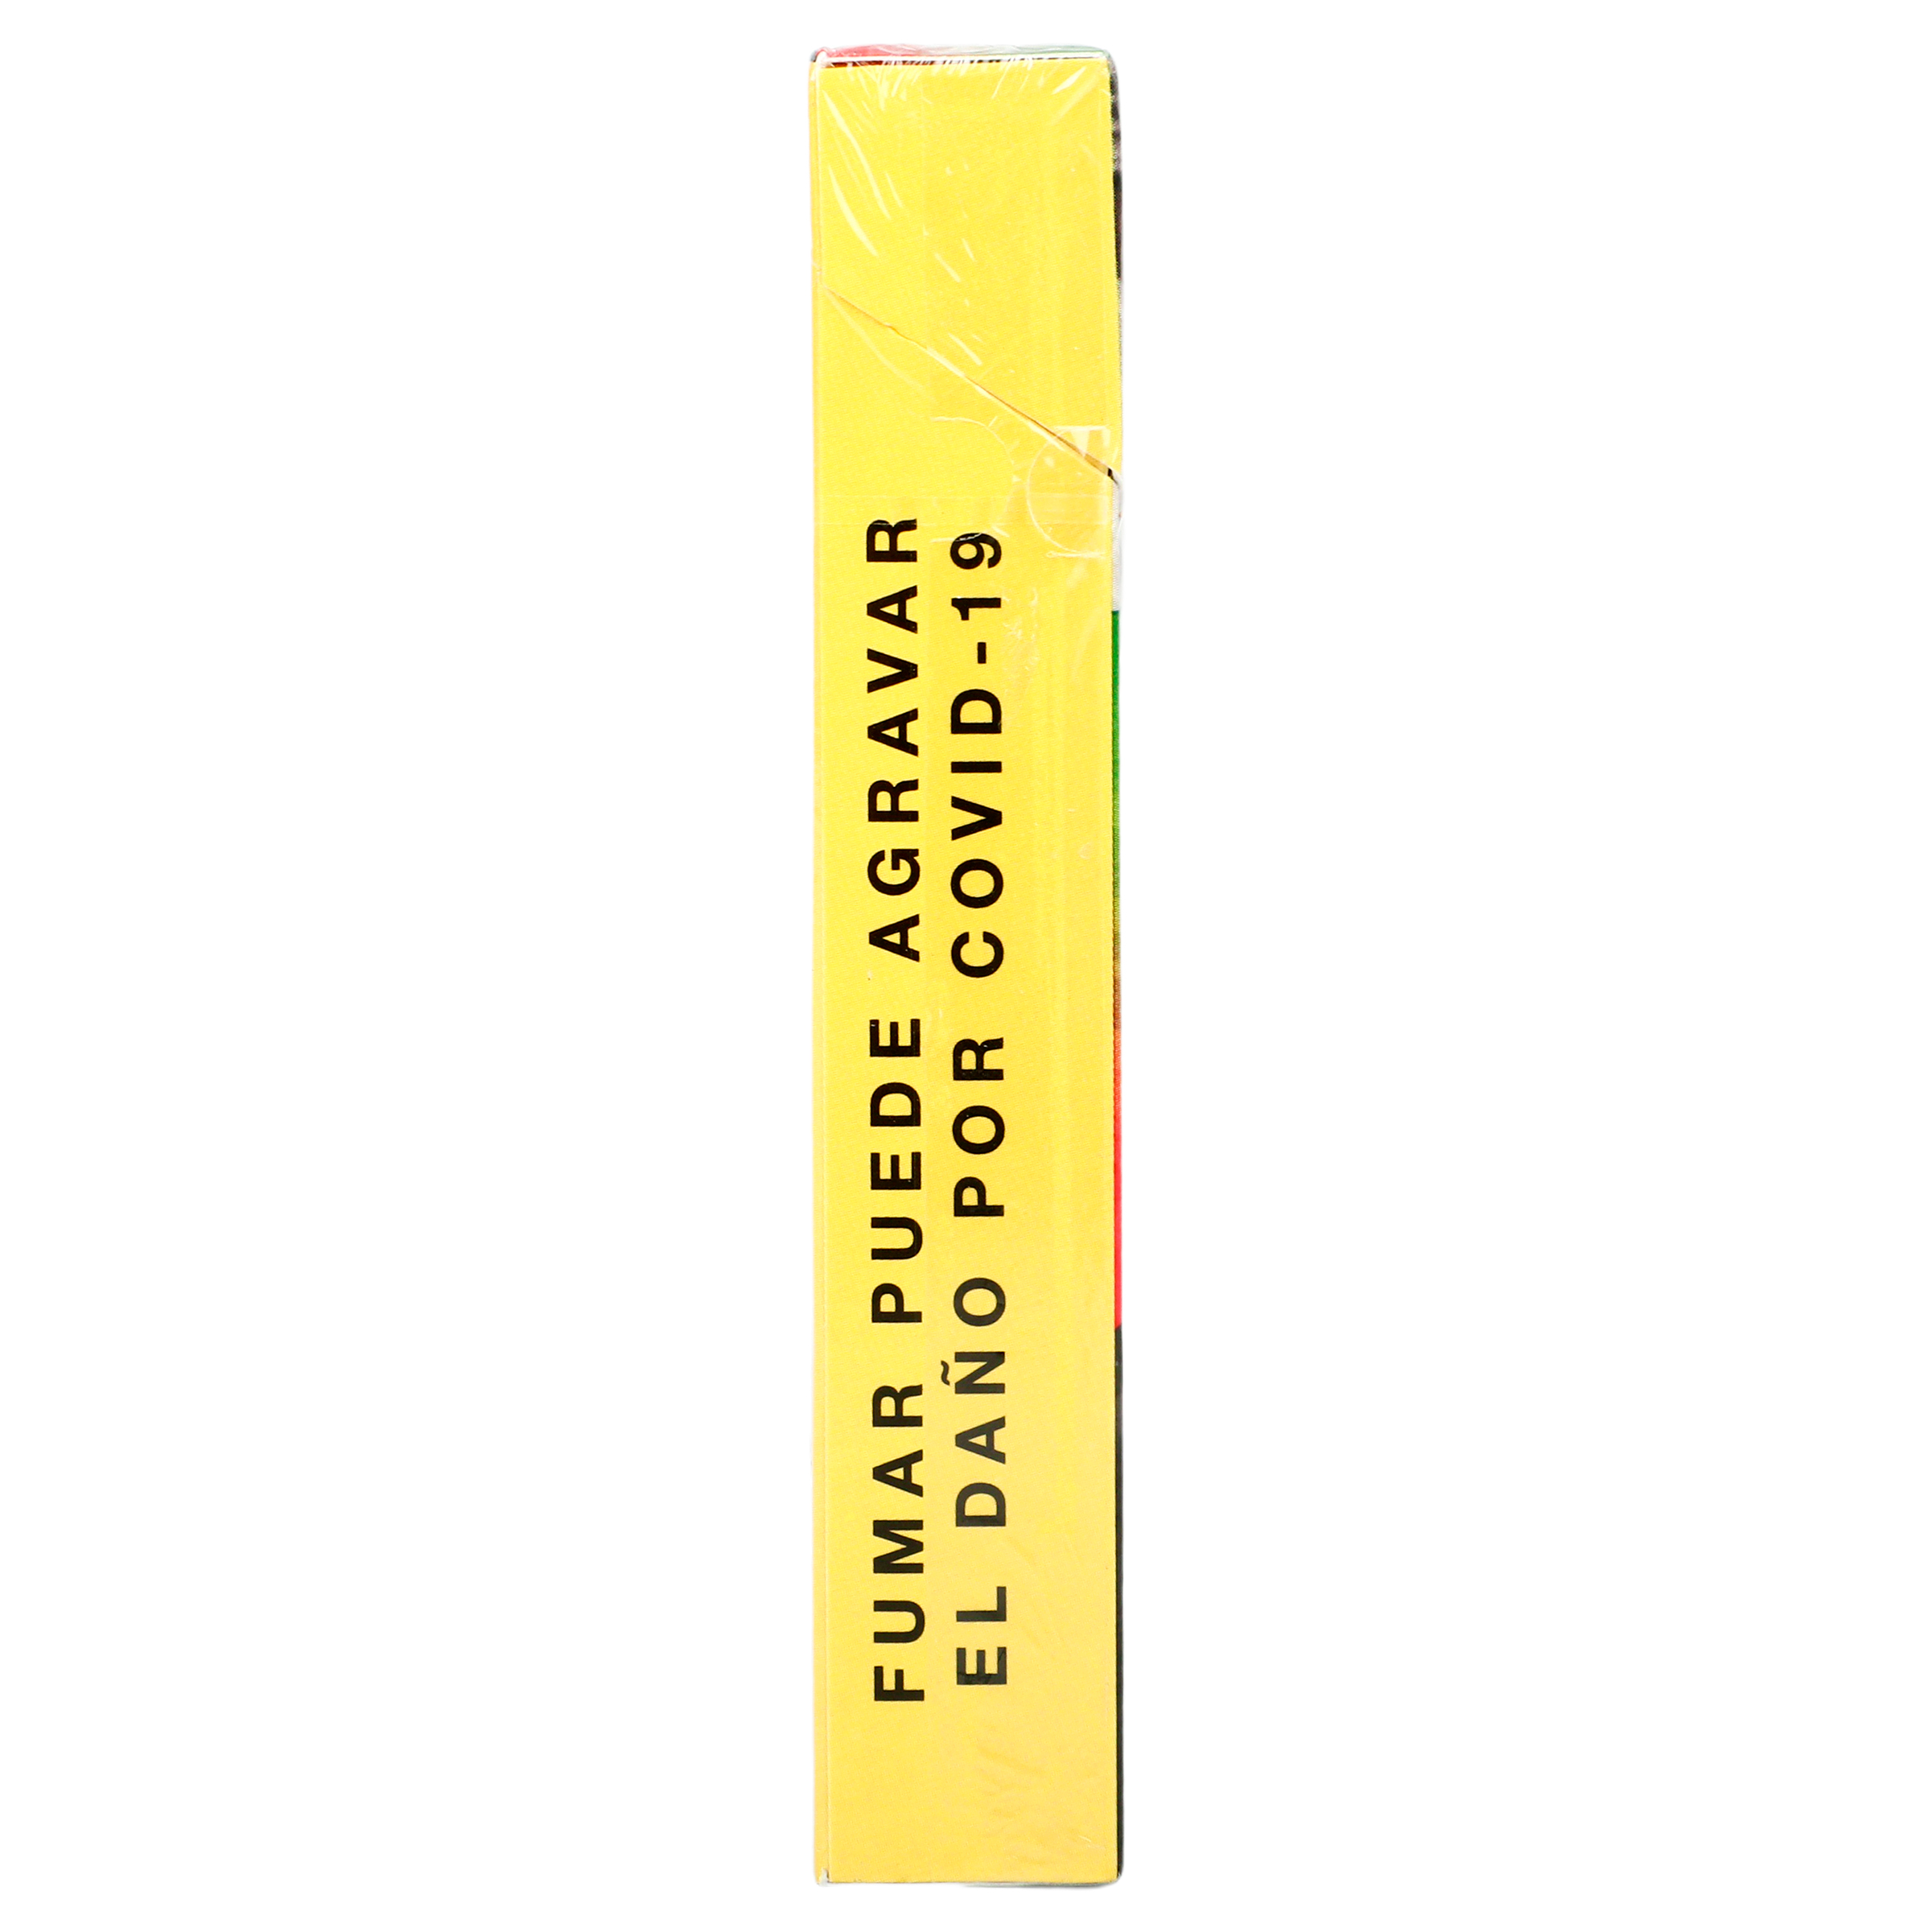 FUMAR PUEDE AGRAVAR
EL DAÑO POR COVID-19